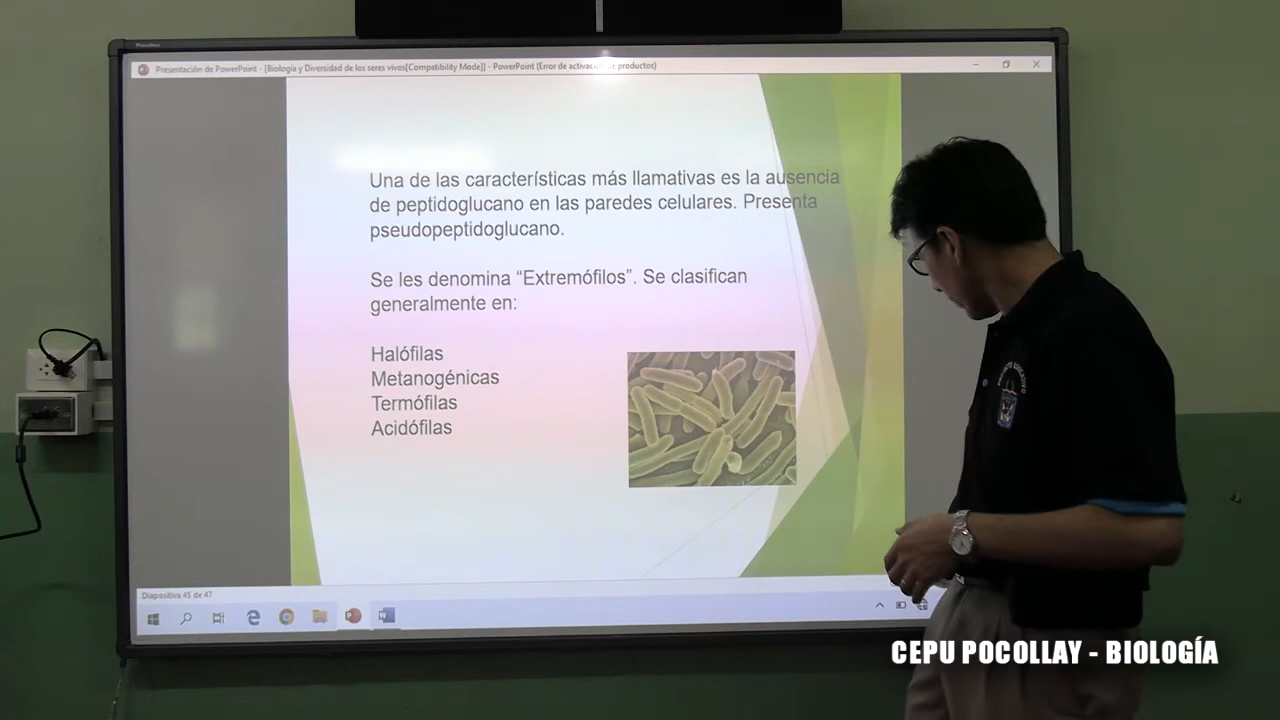 Presentación de PowerPoint - [Biología y Diversidad de los seres vivos[Compatibility Mode]] - PowerPoint (Error de activación de productos)
Una de las características más llamativas es la ausencia
de peptidoglucano en las paredes celulares. Presenta
pseudopeptidoglucano.
Se les denomina “Extremófilos”. Se clasifican
generalmente en:
Halófilas
Metanogénicas
Termófilas
Acidófilas
Diapositiva 45 de 47
CEPU POCOLLAY - BIOLOGÍA